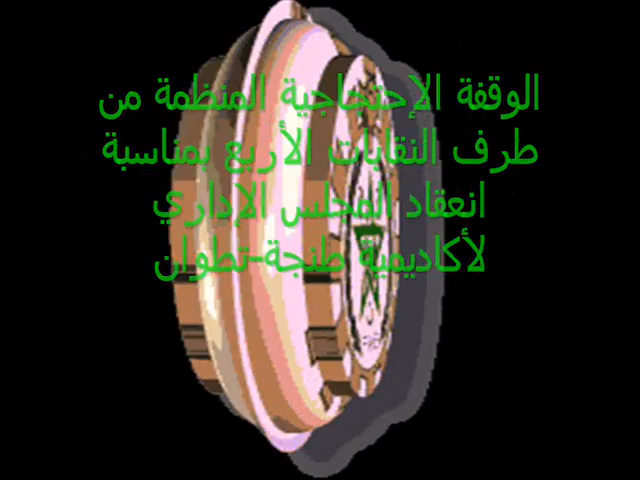 الوقفة الإحتجاجية المنظمة من
طرف النقابات الأربع بمناسبة
انعقاد المجلس الإداري
لأكاديمية طنجة-تطوان